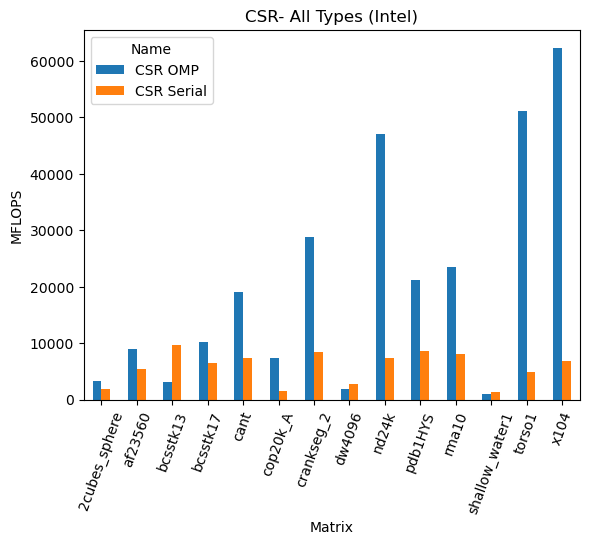 CSR- All Types (Intel)
Name
CSR OMP
CSR Serial
MFLOPS
60000
50000
40000
30000
20000
10000
0
2cubes_sphere
af23560
bcsstk13
bcsstk17
cant
cop20k_A
crankseg_2
dw4096
nd24k
pdb1HYS
rma10
shallow_water1
torso1
x104
Matrix